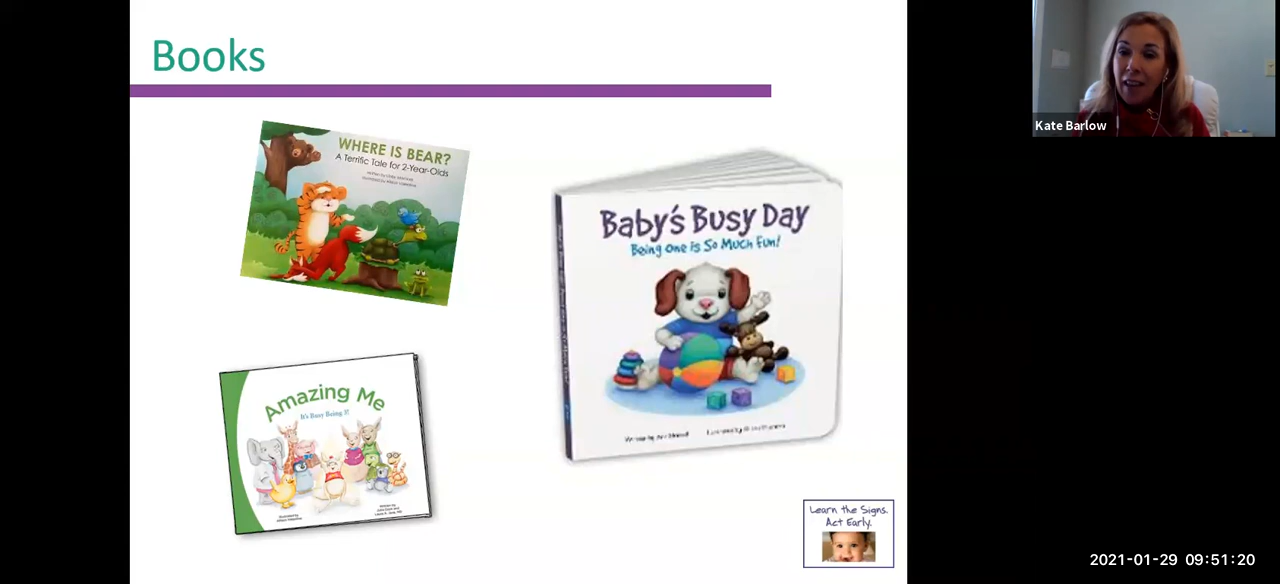 Books
WHERE IS BEAR?
A Terrific Tale for 2-Year-Olds
Baby's Busy Day
Being One is So Much Fun!
Amazing Me
It's Busy Being 3!
Learn the Signs.
Act Early.
Kate Barlow
2021-01-29 09:51:20